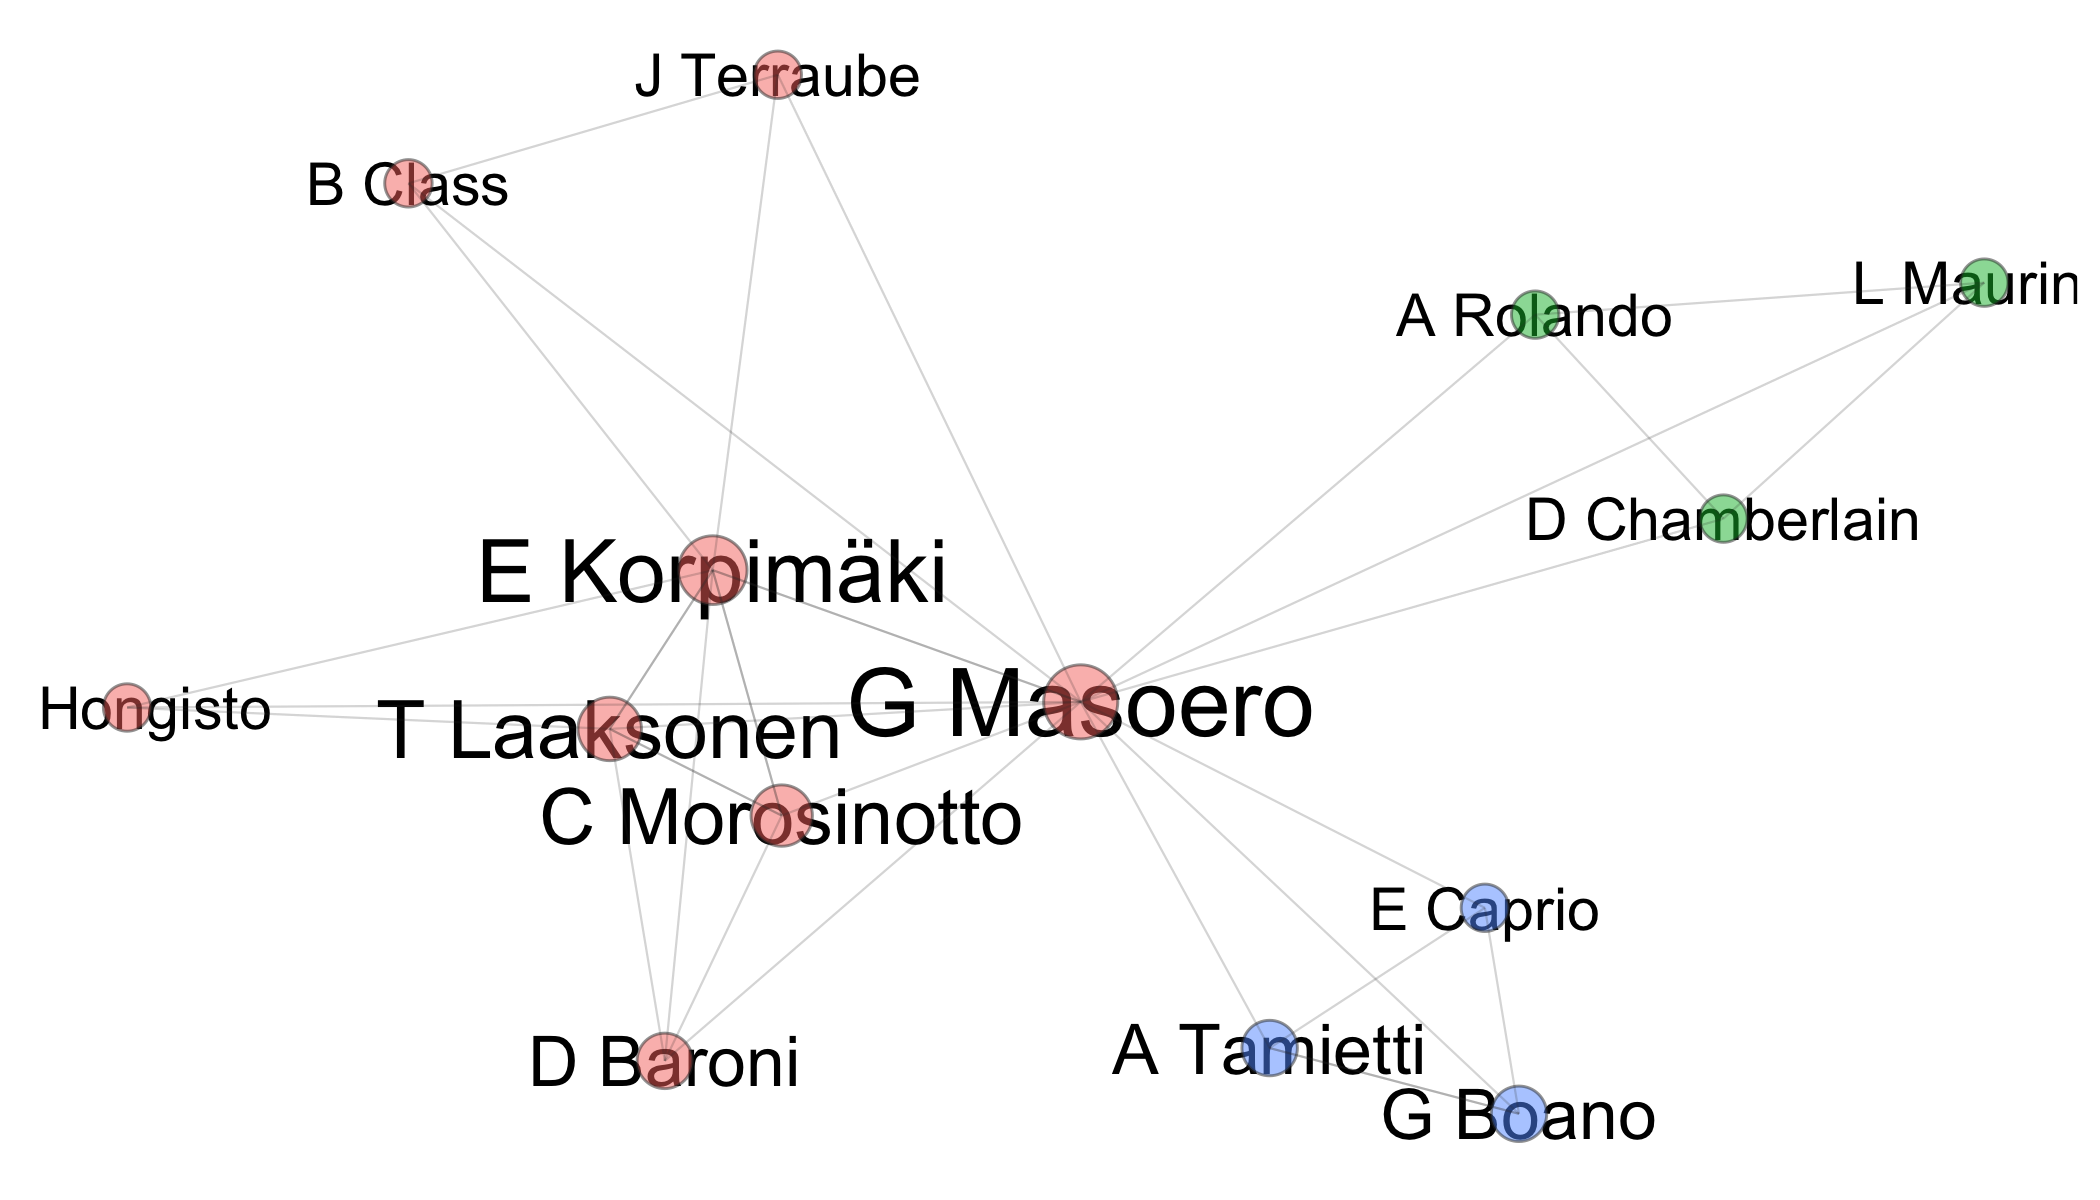 J Terraube
B Class
L Maurin
A Rolando
D Chamberlain
E Korpimäki
Hongisto
T Laaksonen
G Masoero
C Morosinotto
E Caprio
A Tamietti
D Baroni
G Boano